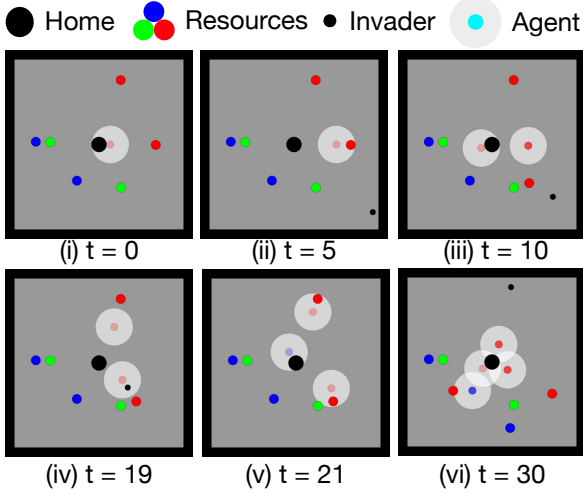 Home Resources Invader Agent
(i) t = 0 (ii) t = 5 (iii) t = 10
(iv) t = 19 (v) t = 21 (vi) t = 30